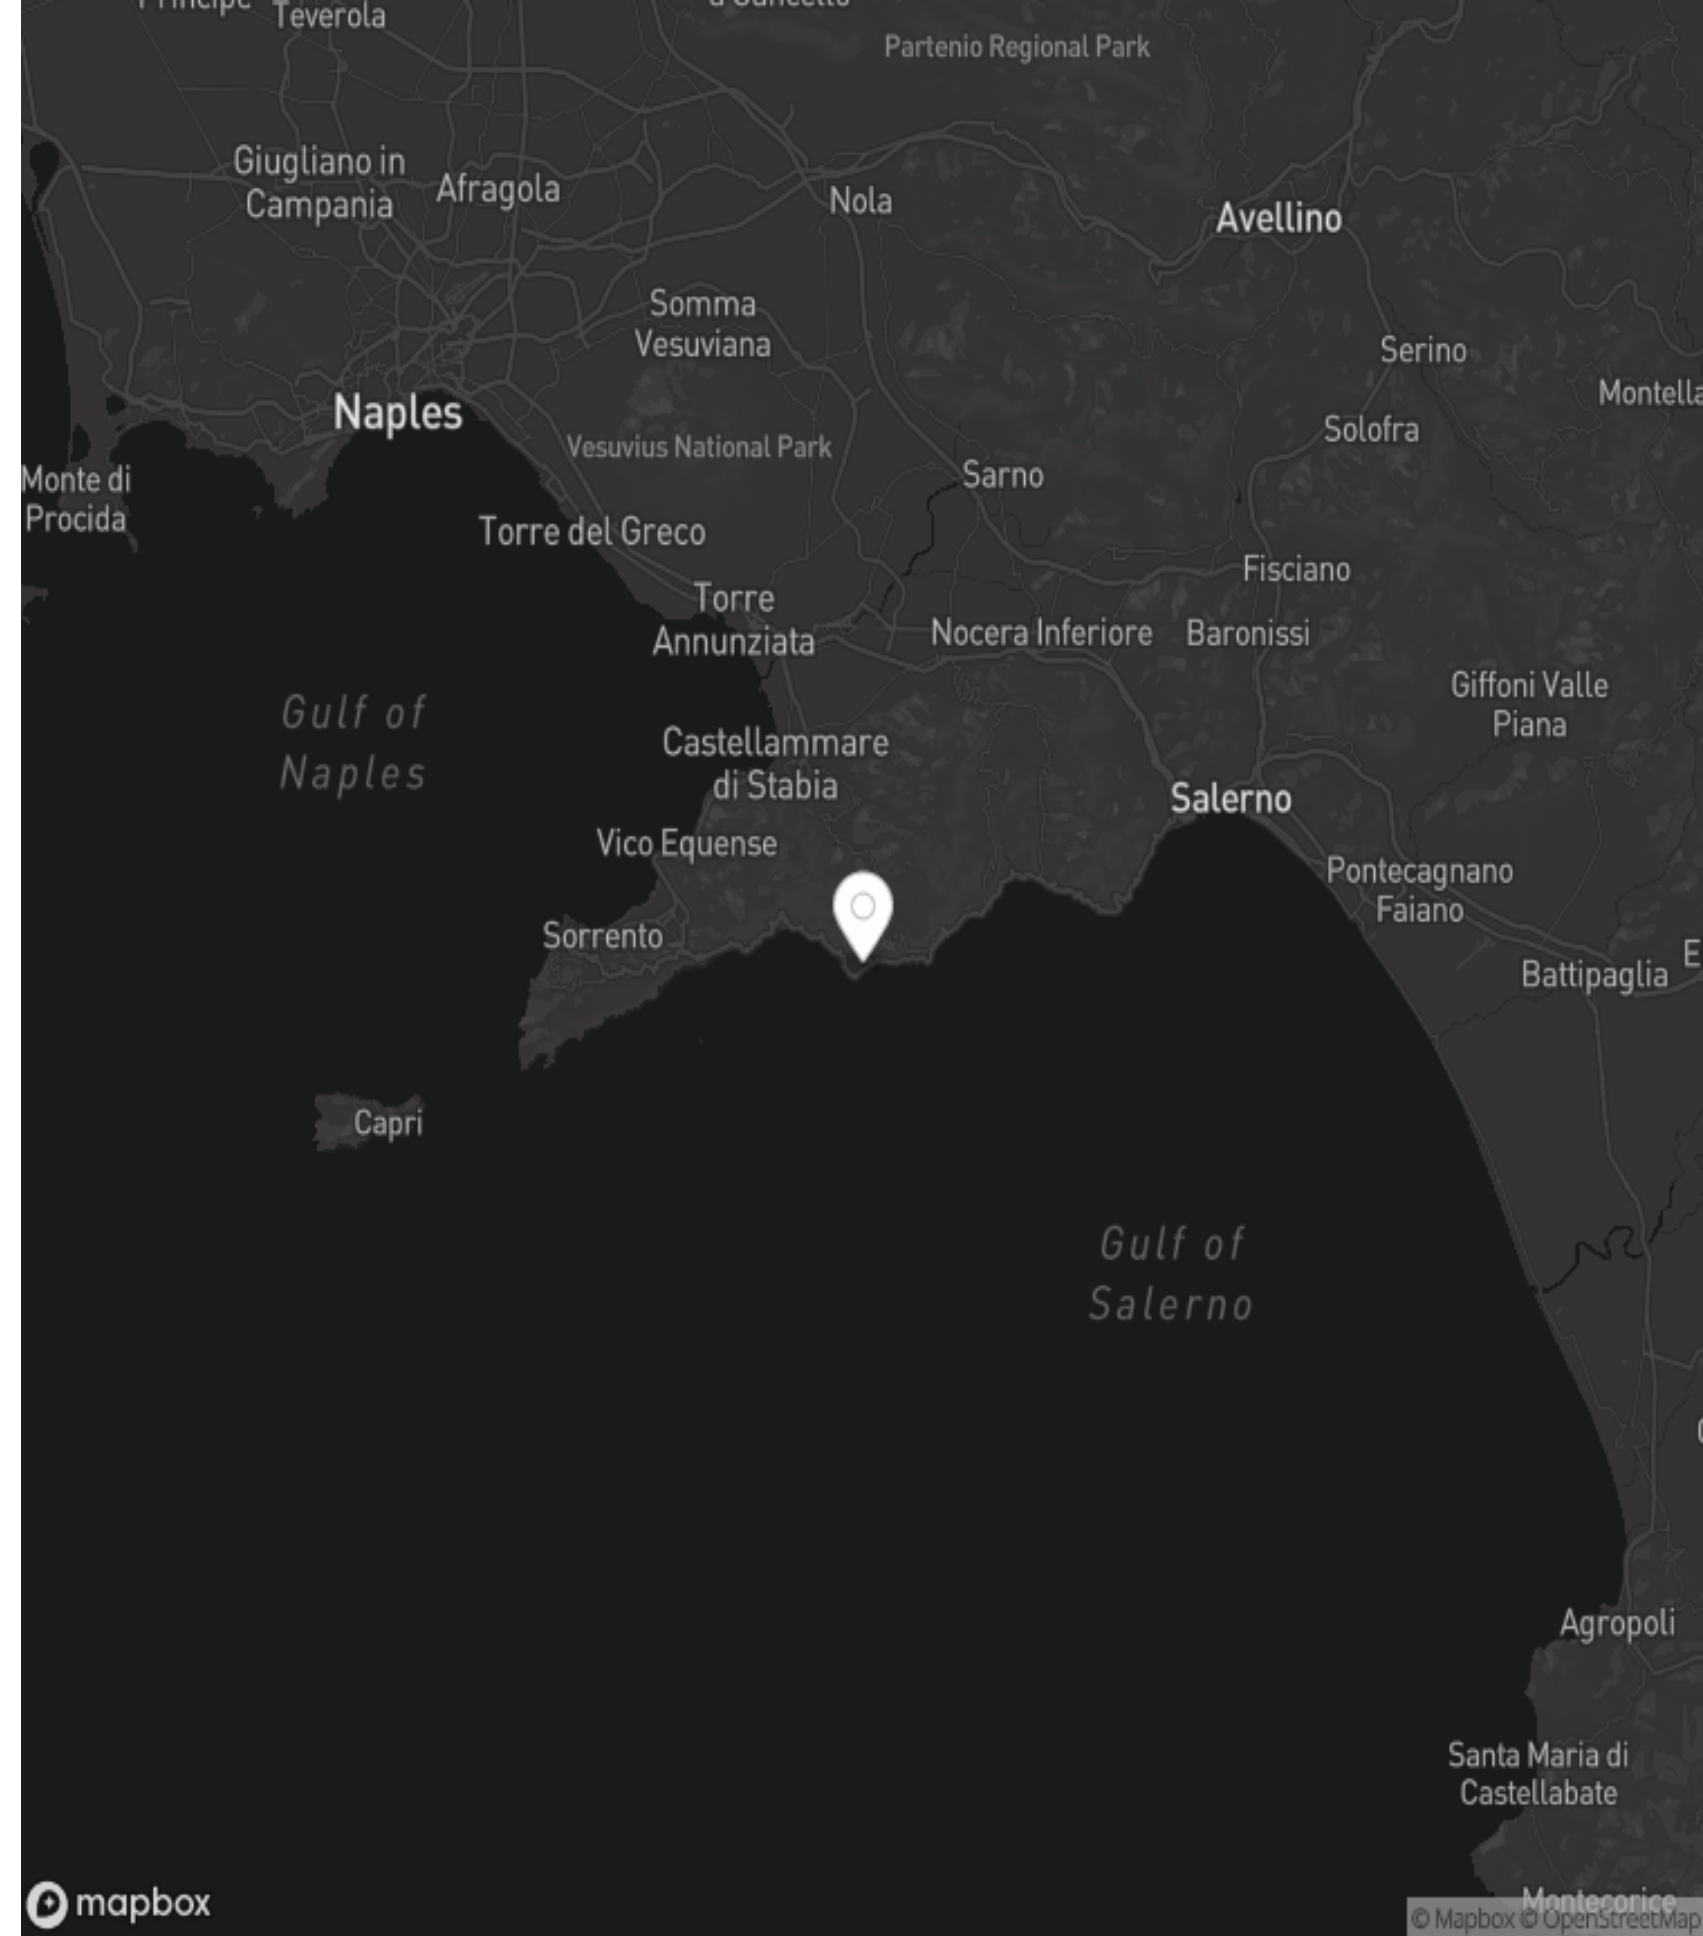 Teverola
Partenio Regional Park
Giugliano in
Campania
Afragola
Nola
Avellino
Somma
Vesuviana
Serino
Montella
Naples
Solofra
Vesuvius National Park
Monte di
Procida
Sarno
Torre del Greco
Fisciano
Torre
Annunziata
Nocera Inferiore
Baronissi
Gulf of
Naples
Giffoni Valle
Piana
Castellammare
di Stabia
Salerno
Vico Equense
Pontecagnano
Faiano
Sorrento
Battipaglia
E
Capri
Gulf of
Salerno
Agropoli
Santa Maria di
Castellabate
Montecorice
mapbox
© Mapbox © OpenStreetMap